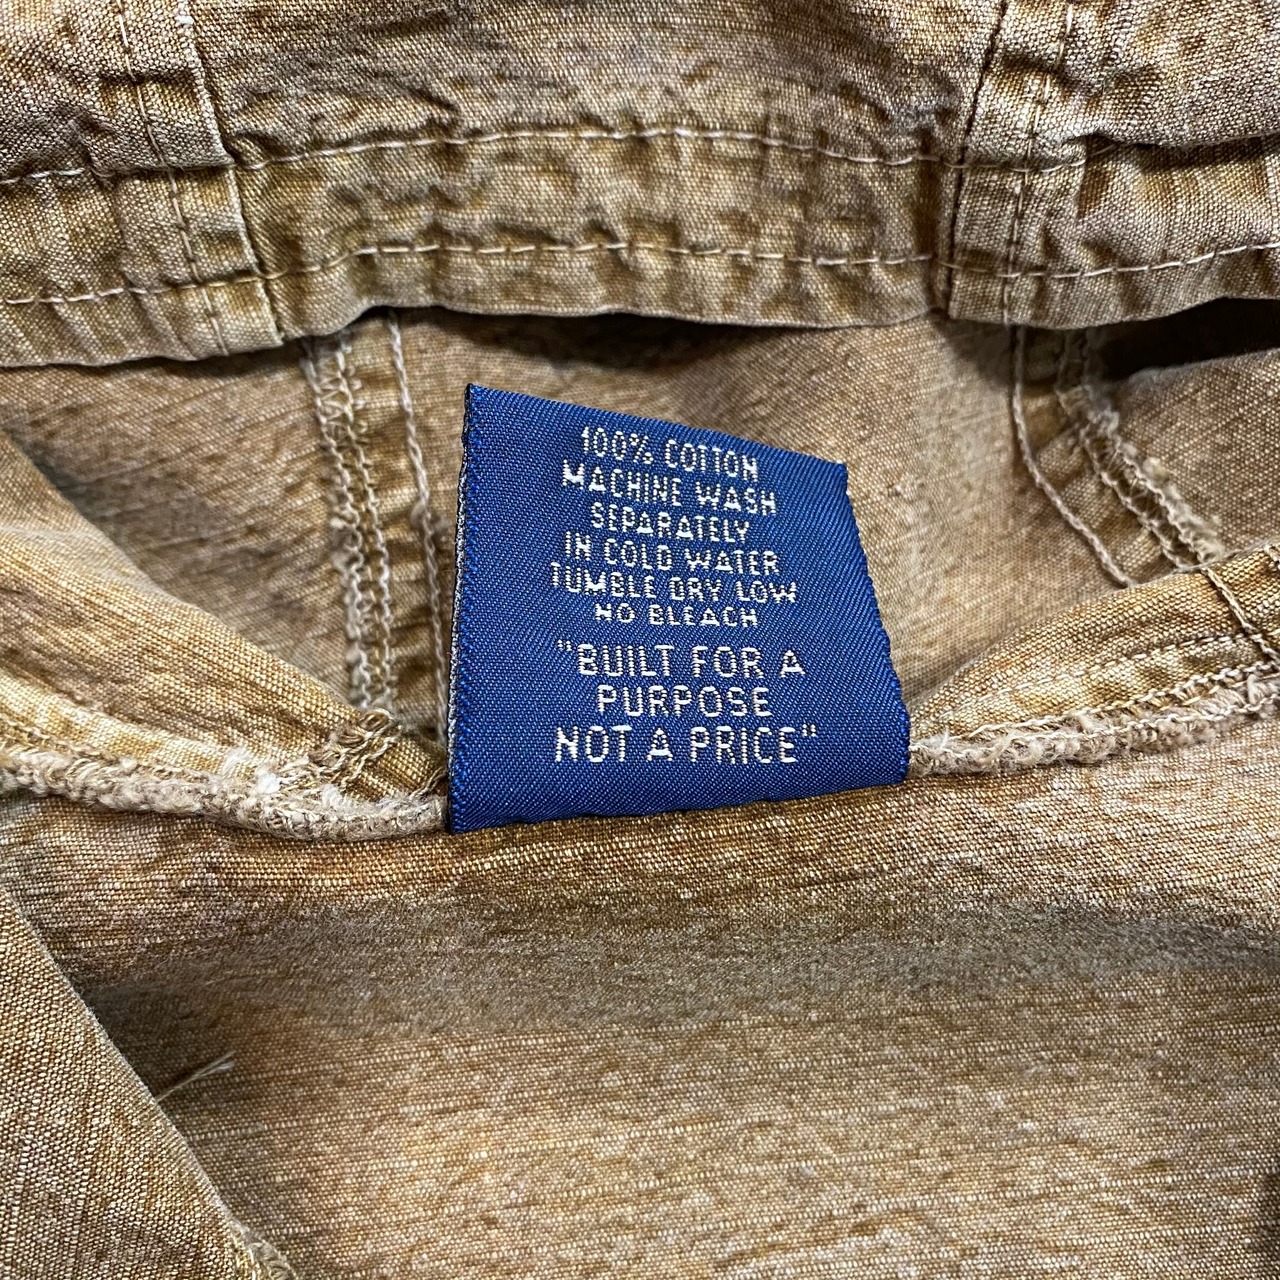 100% COTTON
MACHINE WASH
SEPARATELY
IN COLD WATER
TUMBLE DRY LOW
NO BLEACH
"BUILT FOR A
PURPOSE
NOT A PRICE"